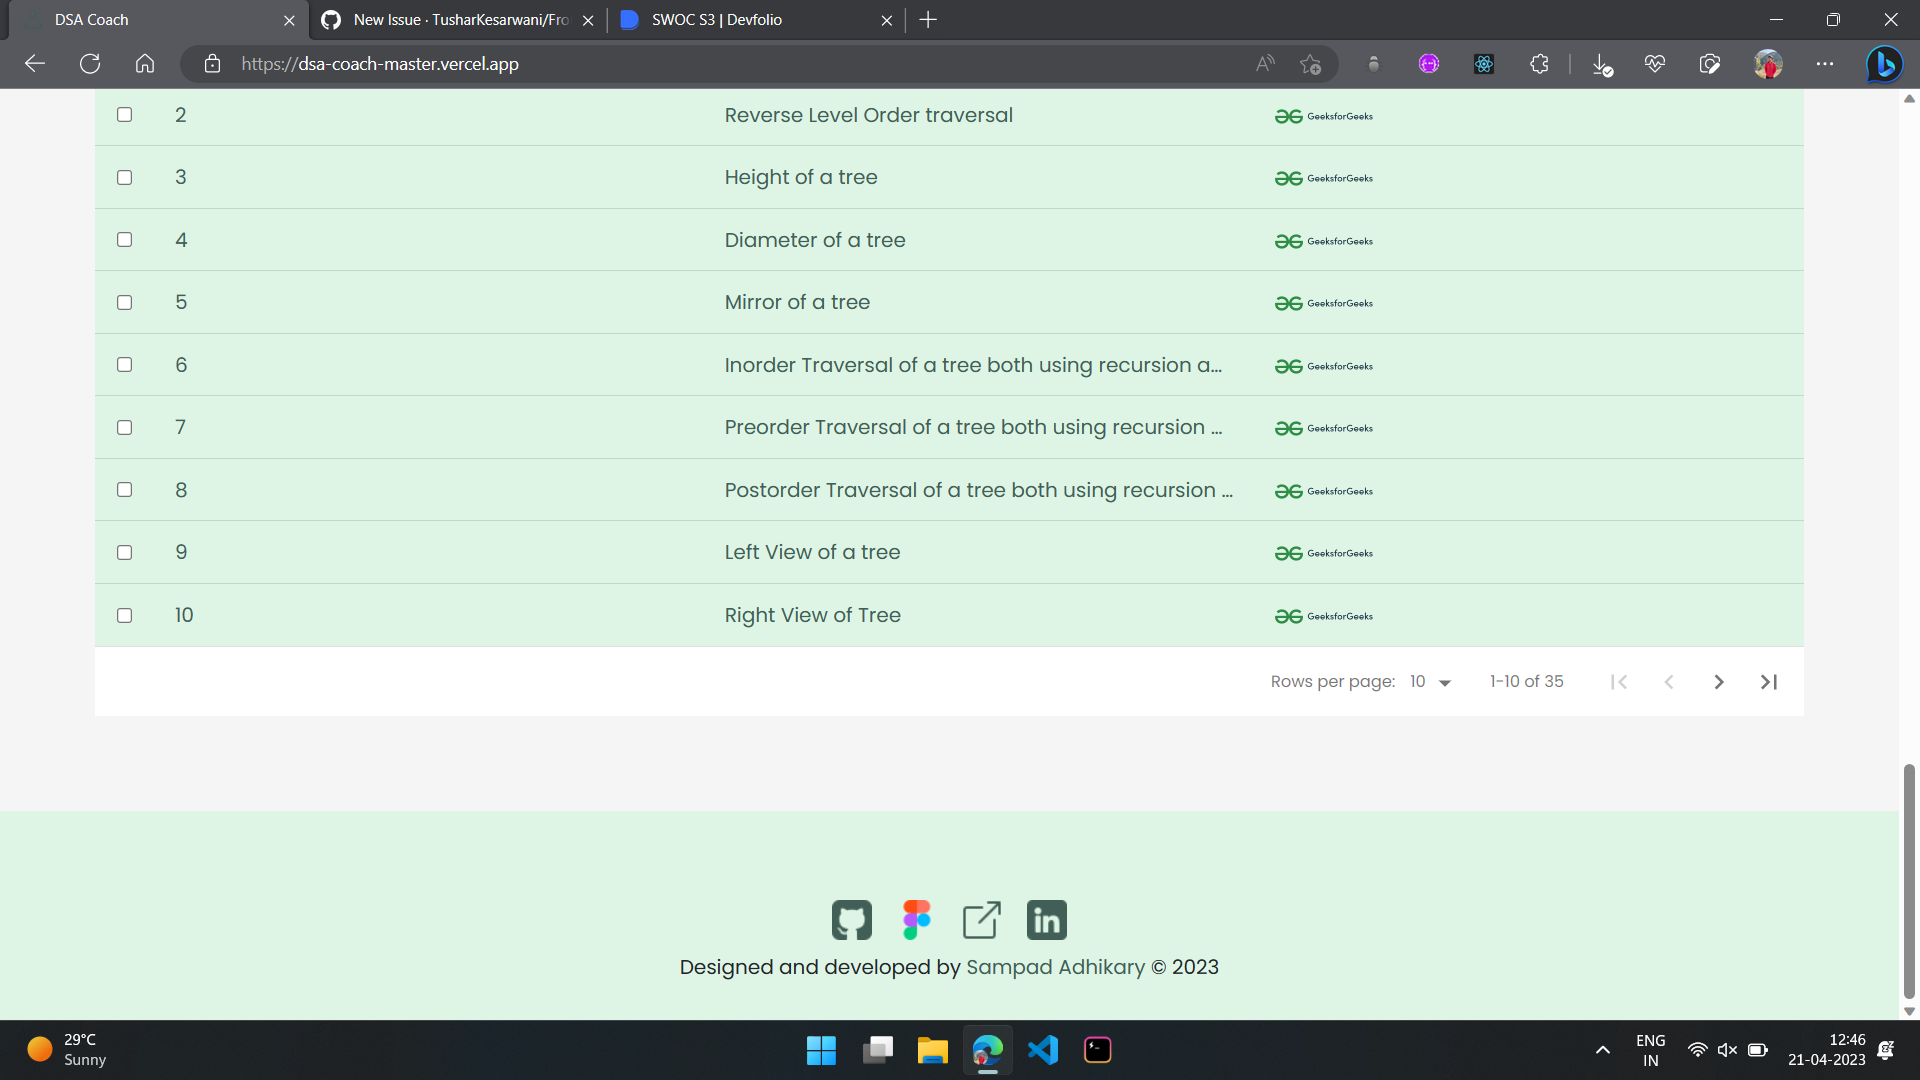 DSA Coach
New Issue · TusharKesarwani/Fro
SWOC S3 | Devfolio
https://dsa-coach-master.vercel.app
2 Reverse Level Order traversal GeeksforGeeks
3 Height of a tree GeeksforGeeks
4 Diameter of a tree GeeksforGeeks
5 Mirror of a tree GeeksforGeeks
6 Inorder Traversal of a tree both using recursion a... GeeksforGeeks
7 Preorder Traversal of a tree both using recursion ... GeeksforGeeks
8 Postorder Traversal of a tree both using recursion ... GeeksforGeeks
9 Left View of a tree GeeksforGeeks
10 Right View of Tree GeeksforGeeks
Rows per page: 10 1-10 of 35
in
Designed and developed by Sampad Adhikary © 2023
29°C
Sunny
ENG
IN
12:46
21-04-2023